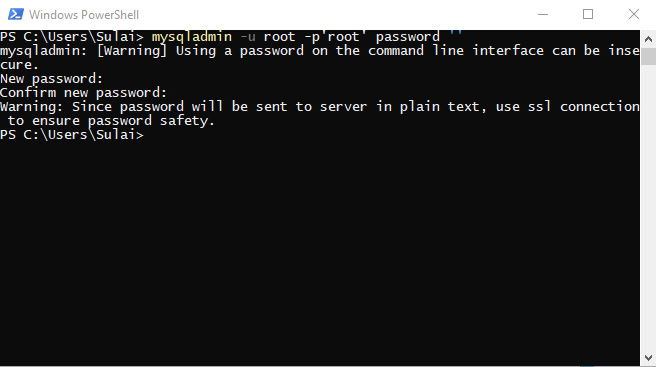 Windows PowerShell
PS C:\Users\Sulai> mysqladmin -u root -p'root' password ''
mysqladmin: [Warning] Using a password on the command line interface can be inse
cure.
New password:
Confirm new password:
Warning: Since password will be sent to server in plain text, use ssl connection
 to ensure password safety.
PS C:\Users\Sulai>